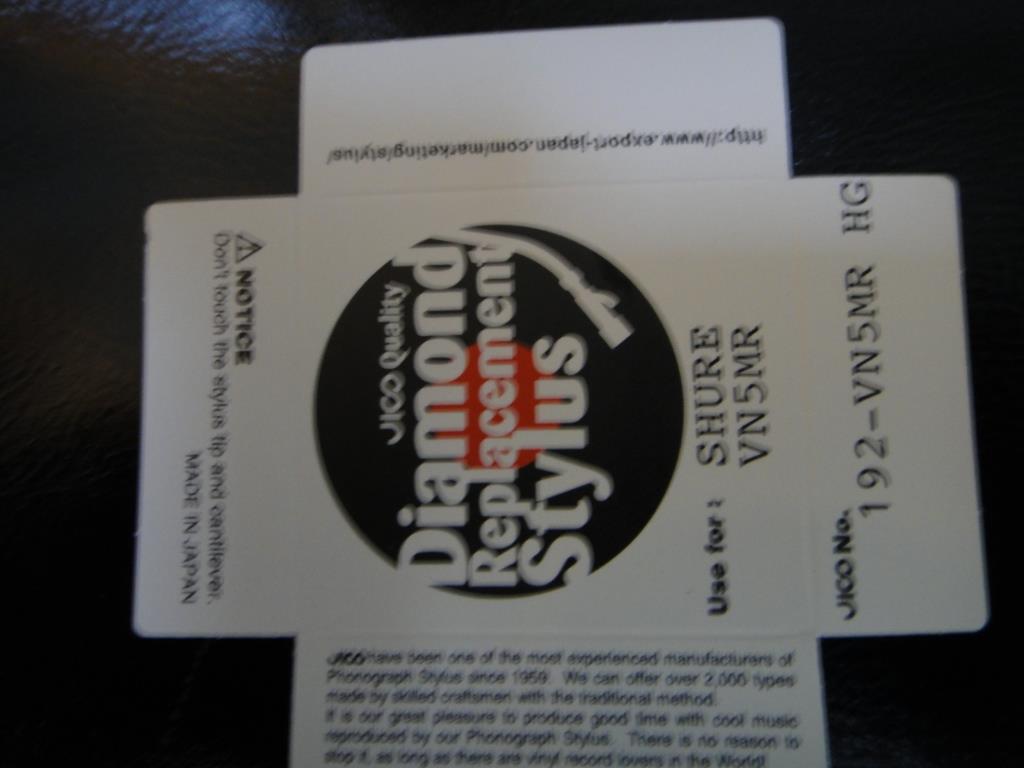 http://www.export-japan.com/marketing/stylus/
⚠ NOTICE
Don't touch the stylus tip and cantilever.
MADE IN JAPAN
JICO Quality
Diamond
Replacement
Stylus
Use for : SHURE
VN5MR
JICO No.
192-VN5MR HG
JICO have been one of the most experienced manufacturers of
Phonograph Stylus since 1959. We can offer over 2,000 types
made by skilled craftsmen with the traditional method.
It is our great pleasure to produce good time with cool music
reproduced by our Phonograph Stylus. There is no reason to
stop it, as long as there are vinyl record lovers in the World!